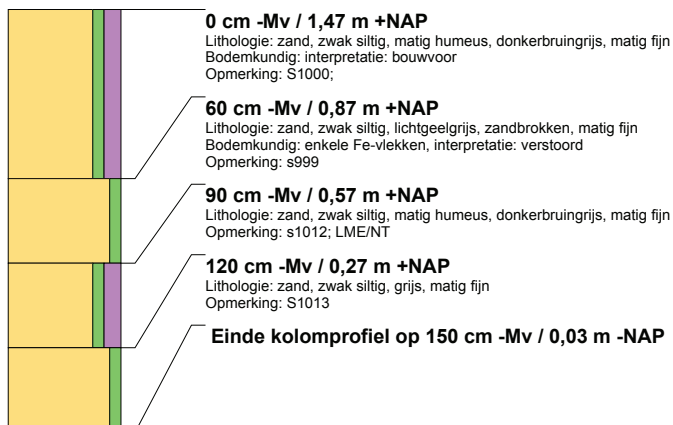 0 cm -Mv / 1,47 m +NAP
Lithologie: zand, zwak siltig, matig humeus, donkerbruingrijs, matig fijn
Bodemkundig: interpretatie: bouwvoor
Opmerking: S1000;
60 cm -Mv / 0,87 m +NAP
Lithologie: zand, zwak siltig, lichtgeelgrijs, zandbrokken, matig fijn
Bodemkundig: enkele Fe-vlekken, interpretatie: verstoord
Opmerking: s999
90 cm -Mv / 0,57 m +NAP
Lithologie: zand, zwak siltig, matig humeus, donkerbruingrijs, matig fijn
Opmerking: s1012; LME/NT
120 cm -Mv / 0,27 m +NAP
Lithologie: zand, zwak siltig, grijs, matig fijn
Opmerking: S1013
Einde kolomprofiel op 150 cm -Mv / 0,03 m -NAP